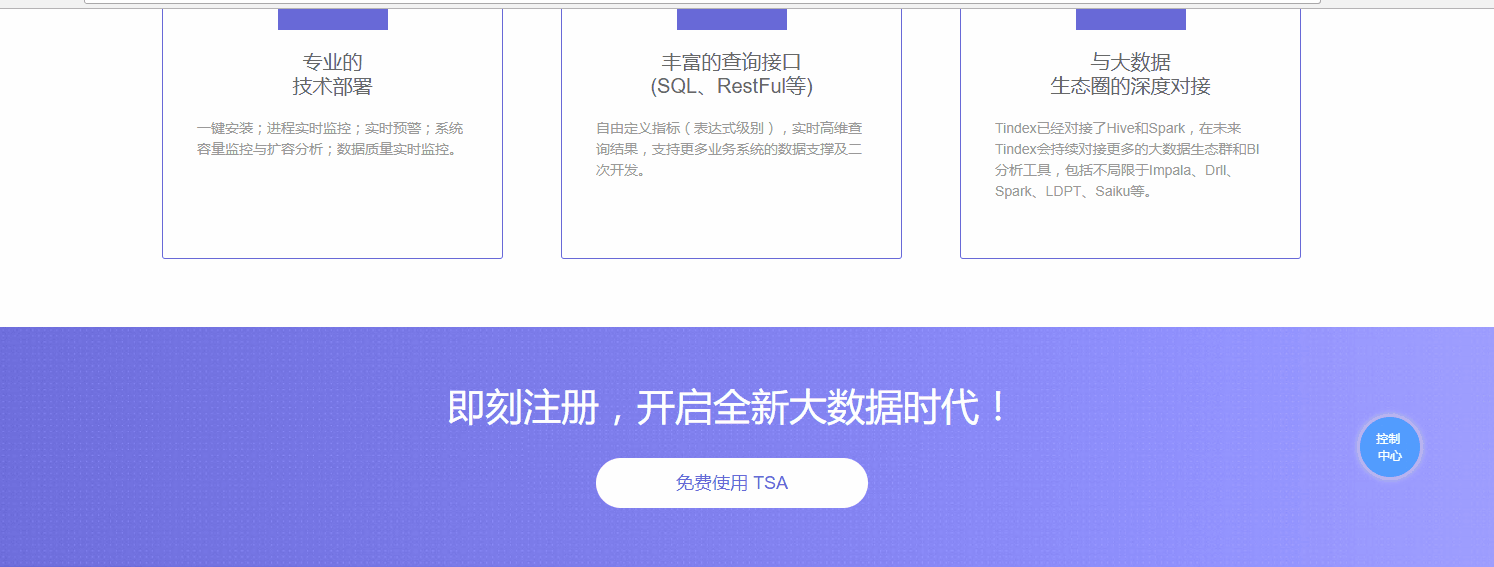 专业的
技术部署
一键安装；进程实时监控；实时预警；系统
容量监控与扩容分析；数据质量实时监控。
丰富的查询接口
(SQL、RestFul等)
自由定义指标（表达式级别），实时高维查
询结果，支持更多业务系统的数据支撑及二
次开发。
与大数据
生态圈的深度对接
Tindex已经对接了Hive和Spark，在未来
Tindex会持续对接更多的大数据生态群和BI
分析工具，包括不局限于Impala、Drll、
Spark、LDPT、Saiku等。
即刻注册，开启全新大数据时代！
免费使用 TSA
控制
中心